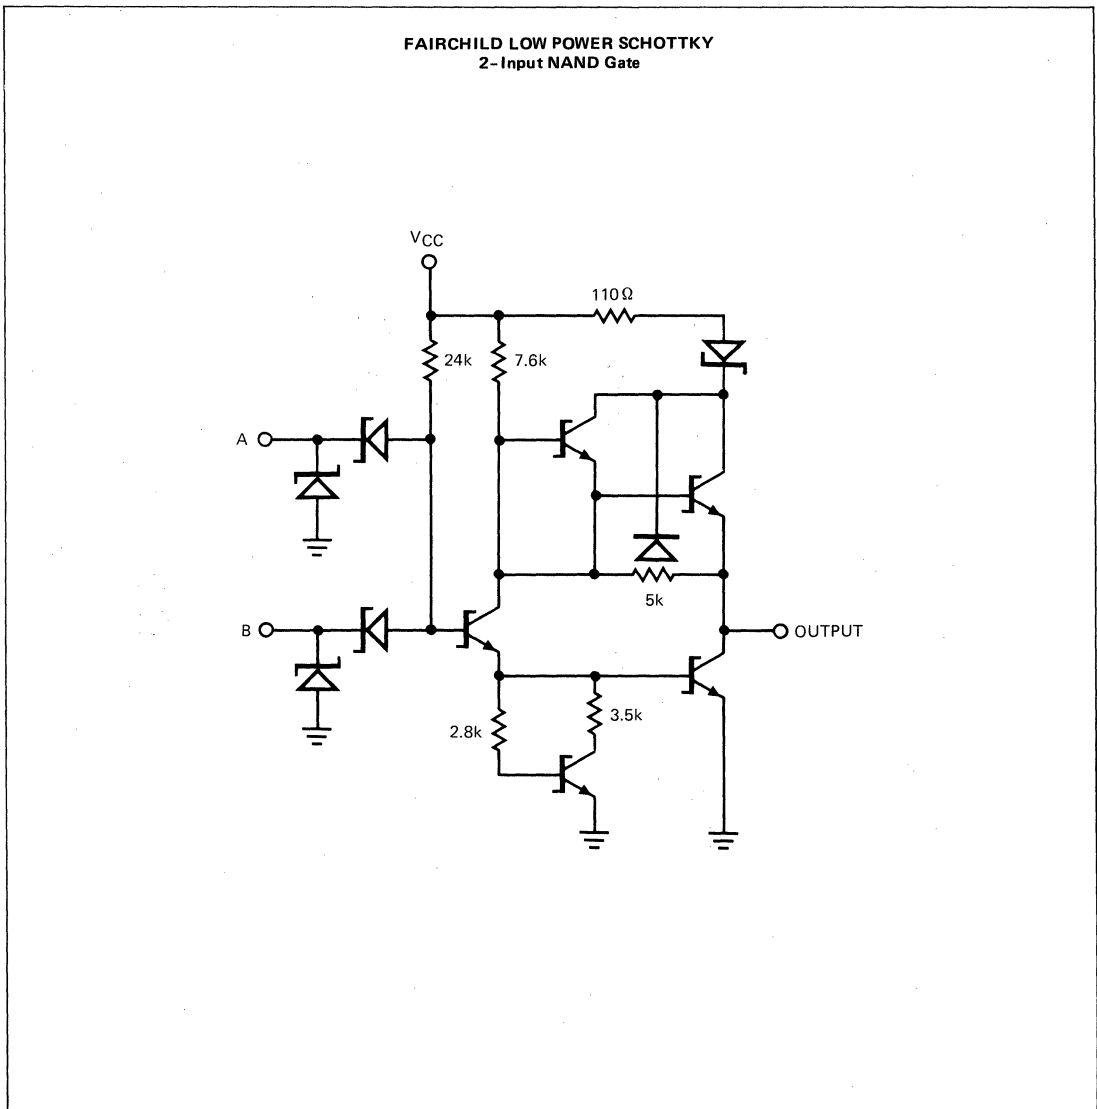 FAIRCHILD LOW POWER SCHOTTKY
2-Input NAND Gate
VCC
110Ω
24k
7.6k
A
5k
B
OUTPUT
3.5k
2.8k